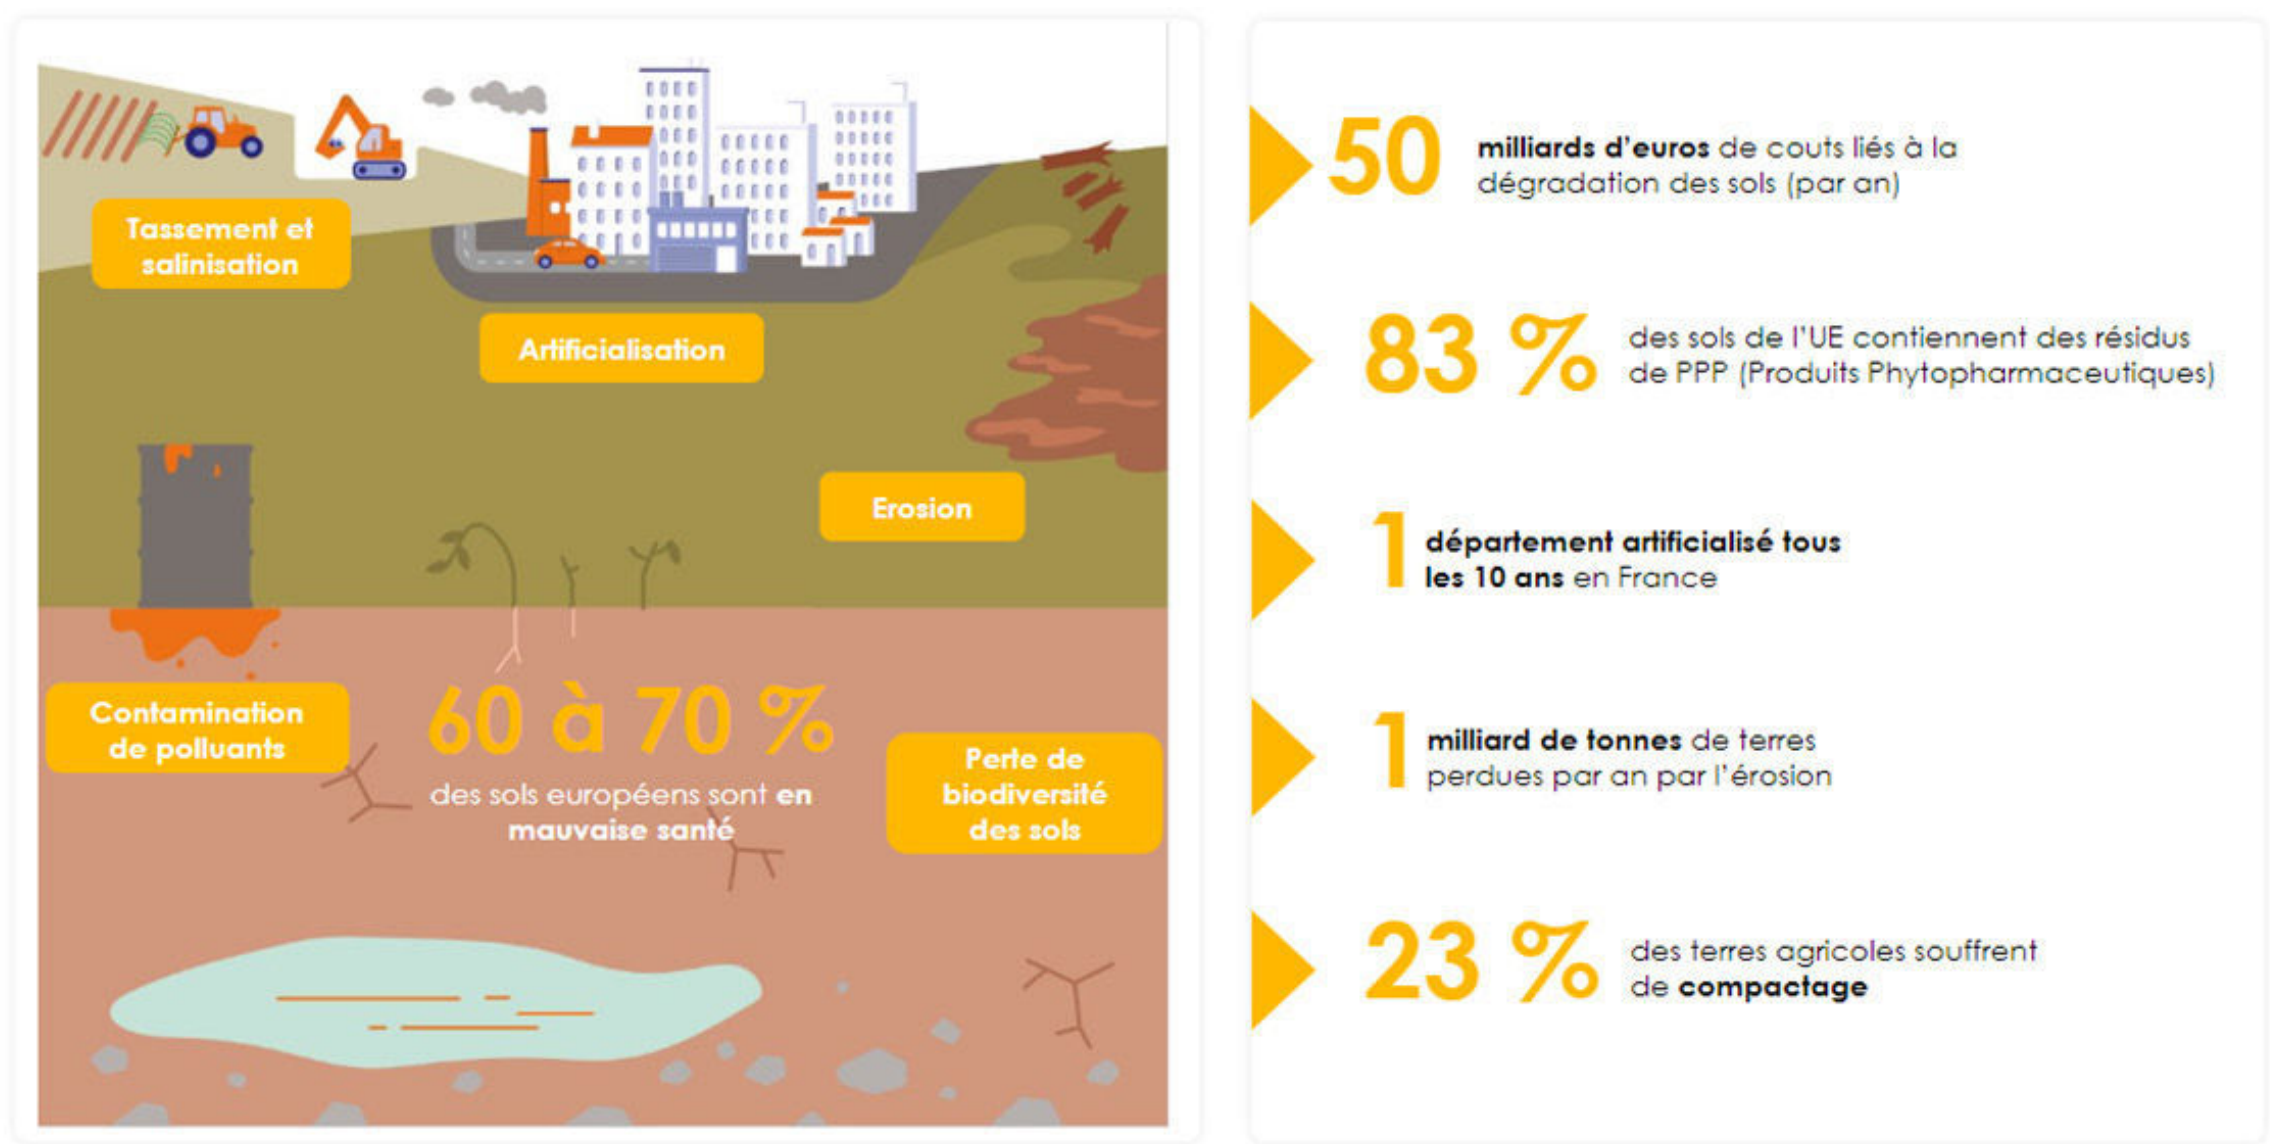 Tassement et
salinisation
Artificialisation
Erosion
Contamination
de polluants
60 à 70 %
des sols européens sont en
mauvaise santé
Perte de
biodiversité
des sols
50
milliards d'euros de couts liés à la
dégradation des sols (par an)
83 %
des sols de l'UE contiennent des résidus
de PPP (Produits Phytopharmaceutiques)
1
département artificialisé tous
les 10 ans en France
1
milliard de tonnes de terres
perdues par an par l'érosion
23 %
des terres agricoles souffrent
de compactage